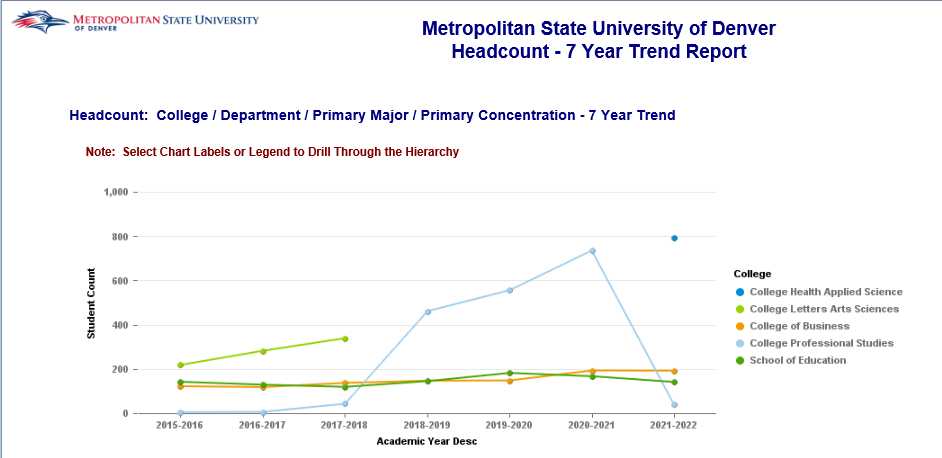 METROPOLITAN STATE UNIVERSITY
OF DENVER
Metropolitan State University of Denver
Headcount - 7 Year Trend Report
Headcount: College / Department / Primary Major / Primary Concentration - 7 Year Trend
Note: Select Chart Labels or Legend to Drill Through the Hierarchy
1,000
800
600
400
200
0
Student Count
2015-2016 2016-2017 2017-2018 2018-2019 2019-2020 2020-2021 2021-2022
Academic Year Desc
College
College Health Applied Science
College Letters Arts Sciences
College of Business
College Professional Studies
School of Education